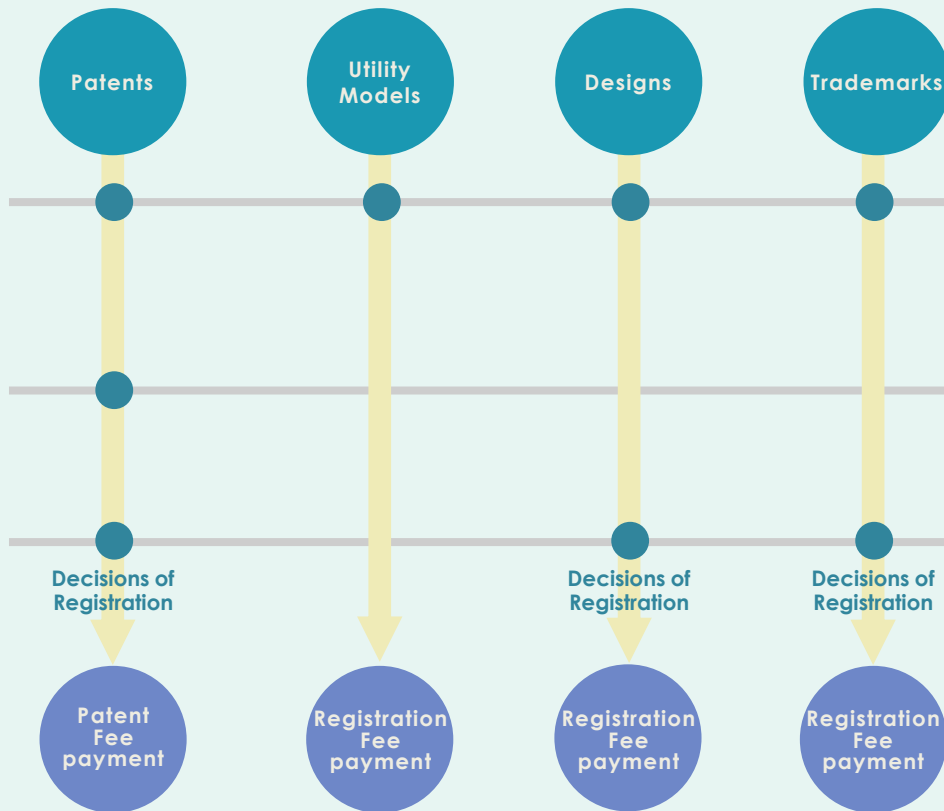 Patents
Utility
Models
Designs
Trademarks
Decisions of
Registration
Decisions of
Registration
Decisions of
Registration
Patent
Fee
payment
Registration
Fee
payment
Registration
Fee
payment
Registration
Fee
payment